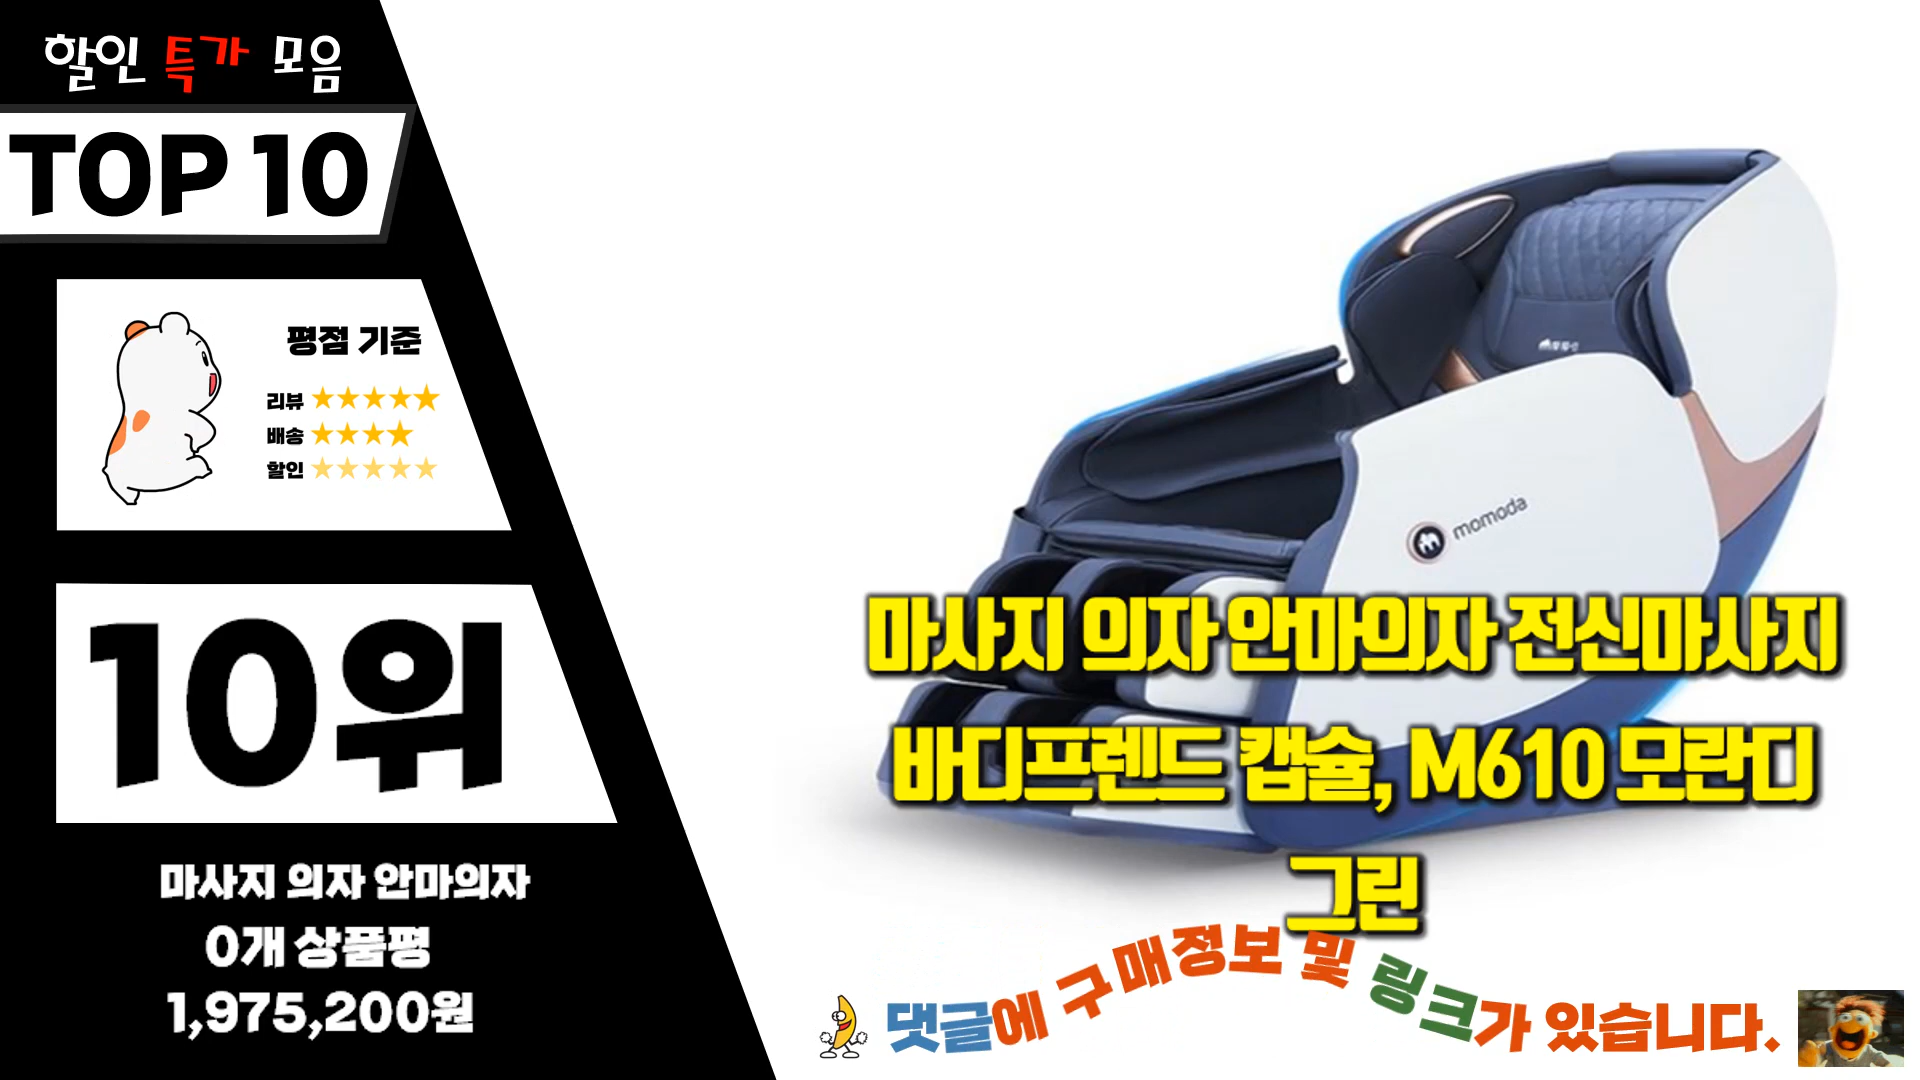 할인 특가 모음
TOP 10
평점 기준
리뷰 ★★★★★
배송 ★★★★
할인 ★★★★★
10위
마사지 의자 안마의자
0개 상품평
1,975,200원
momoda
마사지 의자 안마의자 전신마사지
바디프렌드 캡슐, M610 모란디
그린
댓글에 구매정보 및 링크가 있습니다.